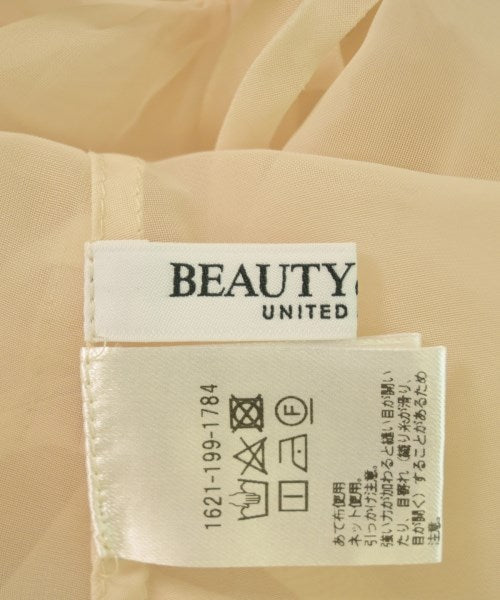 BEAUTY&
UNITED
1621-199-1784
F
あて布使用
ネット使用。
引っかけ注意。
強い力が加わると縫い目が開い
たり、目寄れ（織り糸が滑り、
目が開く）することがあるため
注意。